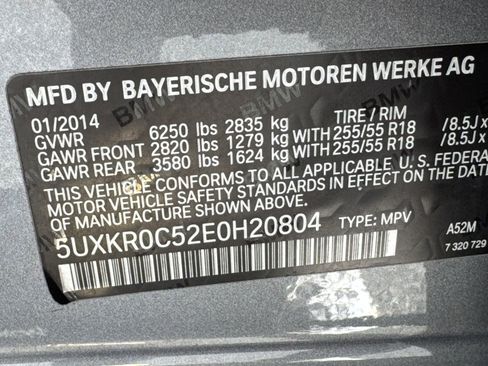 MFD BY BAYERISCHE MOTOREN WERKE AG
01/2014 TIRE / RIM
GVWR 6250 lbs 2835 kg
GAWR FRONT 2820 lbs 1279 kg WITH 255/55 R18 /8.5J x
GAWR REAR 3580 lbs 1624 kg WITH 255/55 R18 /8.5J x
THIS VEHICLE CONFORMS TO ALL APPLICABLE U.S. FEDERA
MOTOR VEHICLE SAFETY STANDARDS IN EFFECT ON THE
OF MANUFACTURE SHOWN ABOVE.
5UXKR0C52E0H20804 TYPE: MPV A52M
7 320 729